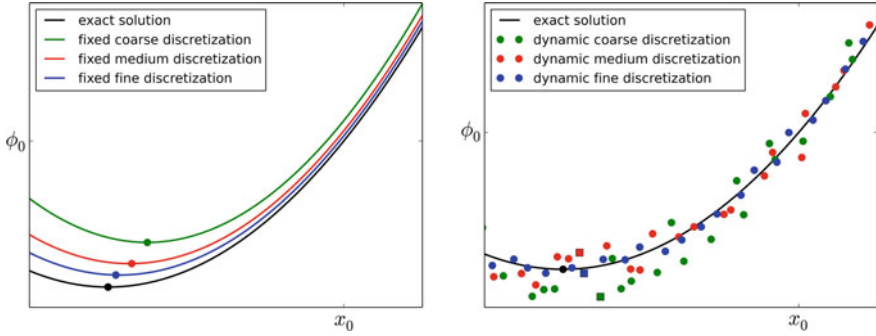 exact solution
fixed coarse discretization
fixed medium discretization
fixed fine discretization
ϕ₀
x₀
exact solution
dynamic coarse discretization
dynamic medium discretization
dynamic fine discretization
ϕ₀
x₀